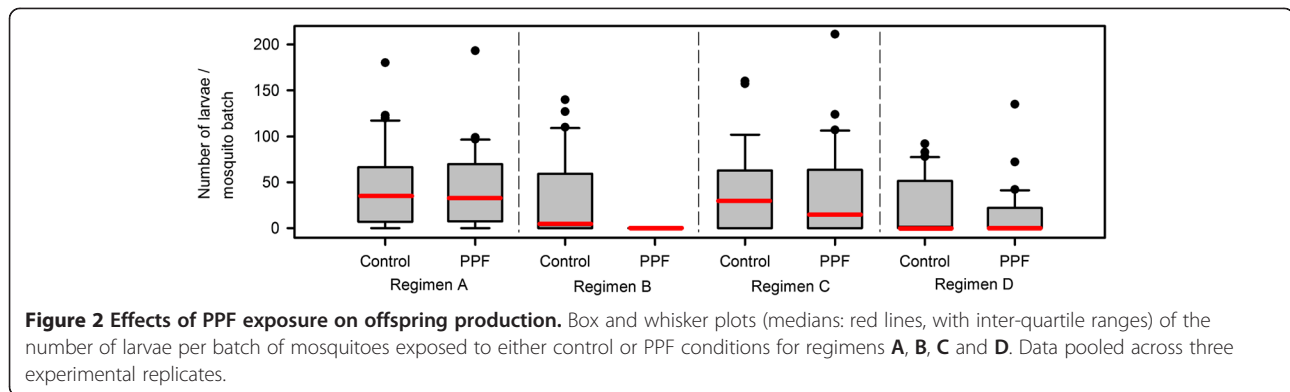 200
150
100
50
0
Number of larvae /
mosquito batch
Control PPF Control PPF Control PPF Control PPF
Regimen A Regimen B Regimen C Regimen D
Figure 2 Effects of PPF exposure on offspring production. Box and whisker plots (medians: red lines, with inter-quartile ranges) of the
number of larvae per batch of mosquitoes exposed to either control or PPF conditions for regimens A, B, C and D. Data pooled across three
experimental replicates.